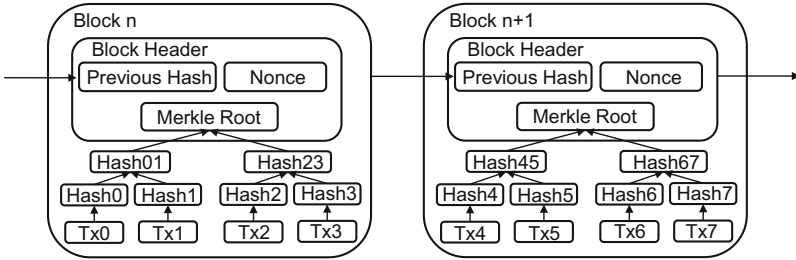 Block n Block n+1
Block Header Block Header
Previous Hash Nonce Previous Hash Nonce
Merkle Root Merkle Root
Hash01 Hash23 Hash45 Hash67
Hash0 Hash1 Hash2 Hash3 Hash4 Hash5 Hash6 Hash7
Tx0 Tx1 Tx2 Tx3 Tx4 Tx5 Tx6 Tx7